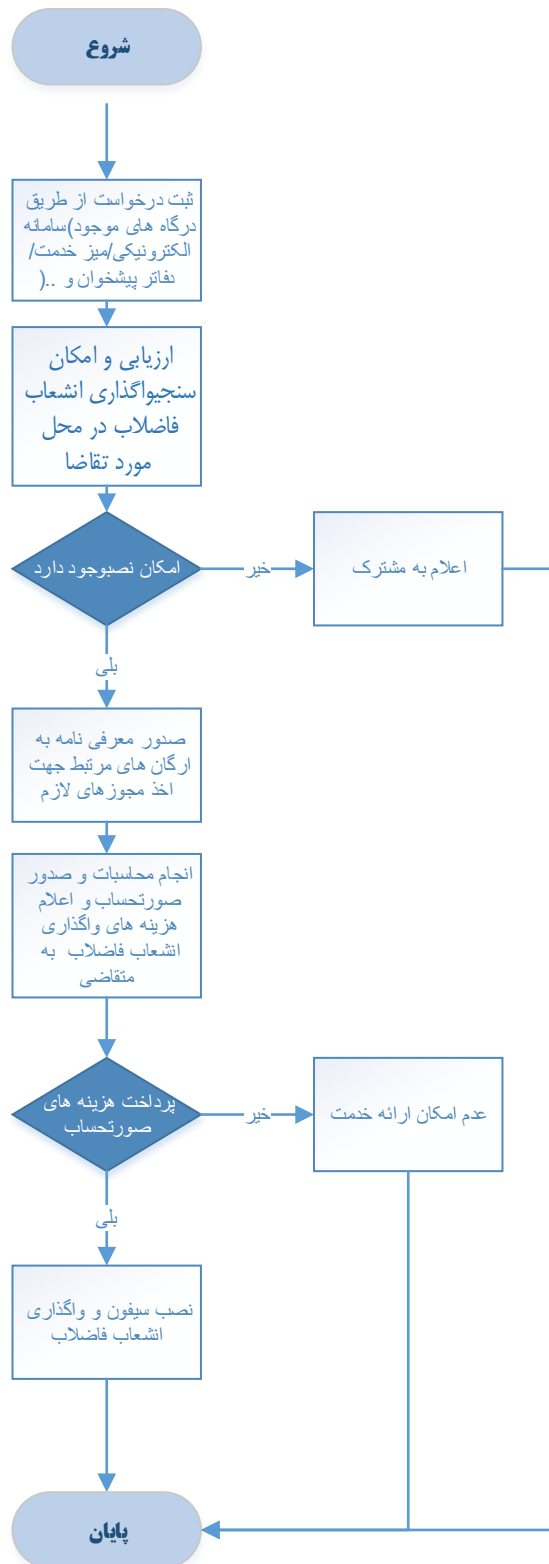 شروع
ثبت درخواست از طریق
درگاه های موجود)سامانه
الکترونیکی/میز خدمت/
دفاتر پیشخوان و ..(
ارزیابی و امکان
سنجیواگذاری انشعاب
فاضلاب در محل
مورد تقاضا
امکان نصبوجود دارد
خیر
اعلام به مشترک
بلی
صدور معرفی نامه به
ارگان های مرتبط جهت
اخذ مجوزهای لازم
انجام محاسبات و صدور
صورتحساب و اعلام
هزینه های واگذاری
انشعاب فاضلاب به
متقاضی
پرداخت هزینه های
صورتحساب
خیر
عدم امکان ارائه خدمت
بلی
نصب سیفون و واگذاری
انشعاب فاضلاب
پایان